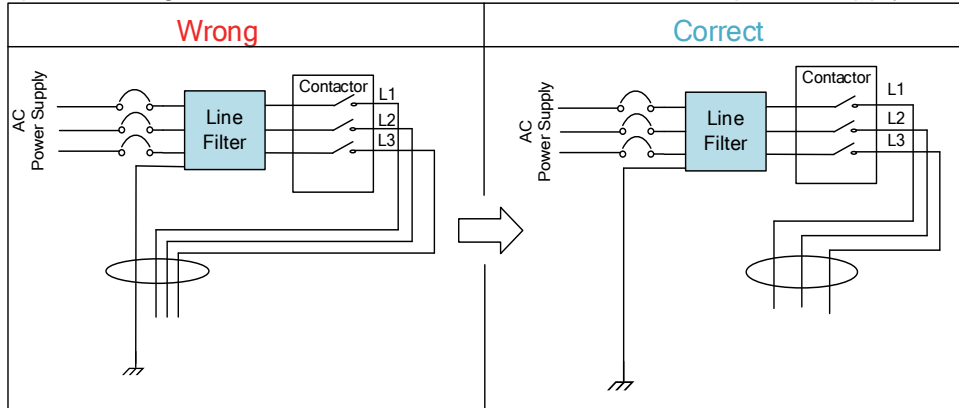 Wrong
Correct
AC
Power Supply
Line
Filter
Contactor
L1
L2
L3
AC
Power Supply
Line
Filter
Contactor
L1
L2
L3